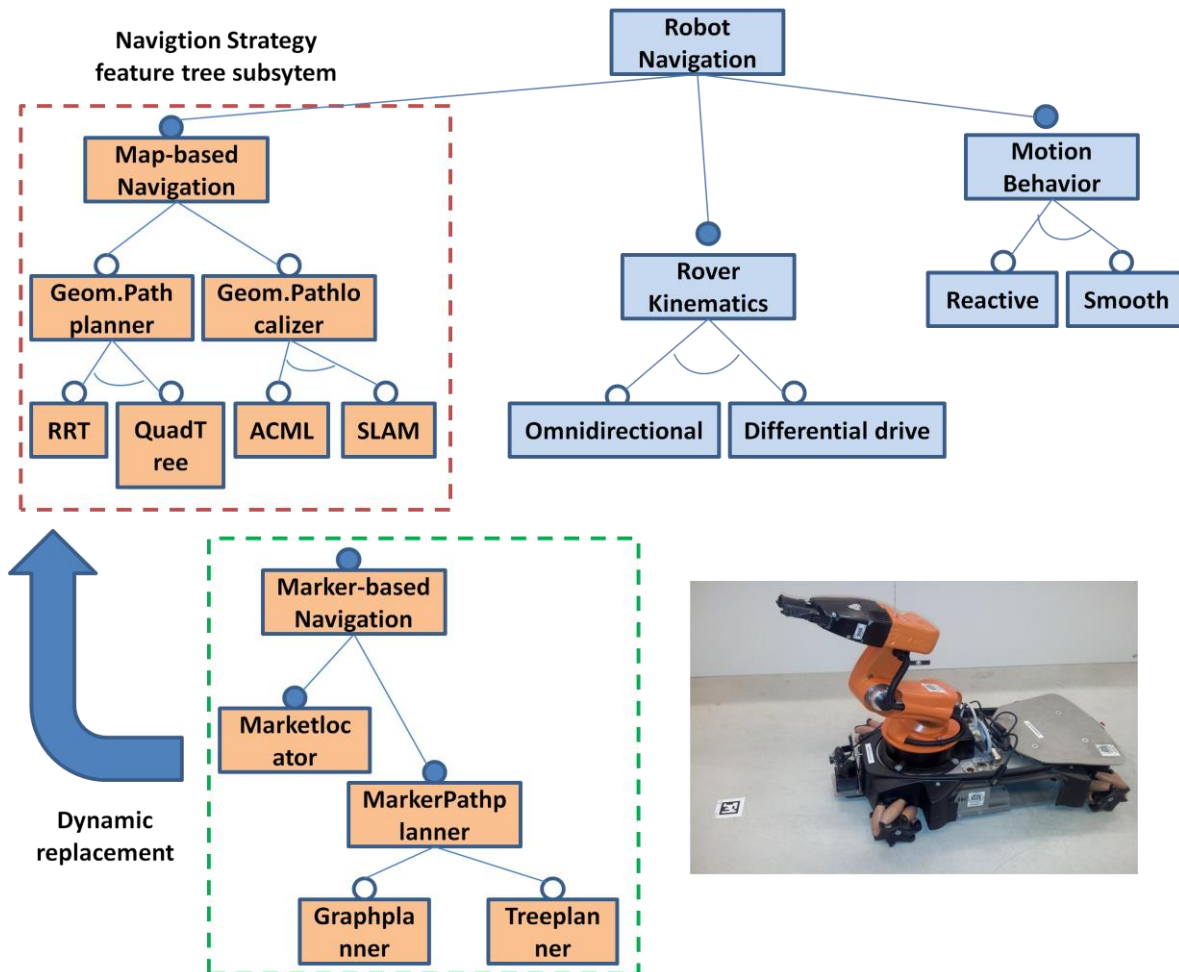 Navigtion Strategy
feature tree subsytem
Robot
Navigation
Map-based
Navigation
Motion
Behavior
Geom.Path
planner
Geom.Pathlo
calizer
Rover
Kinematics
Reactive
Smooth
RRT
QuadT
ree
ACML
SLAM
Omnidirectional
Differential drive
Marker-based
Navigation
Marketloc
ator
MarkerPathp
lanner
Dynamic
replacement
Graphpla
nner
Treeplan
ner